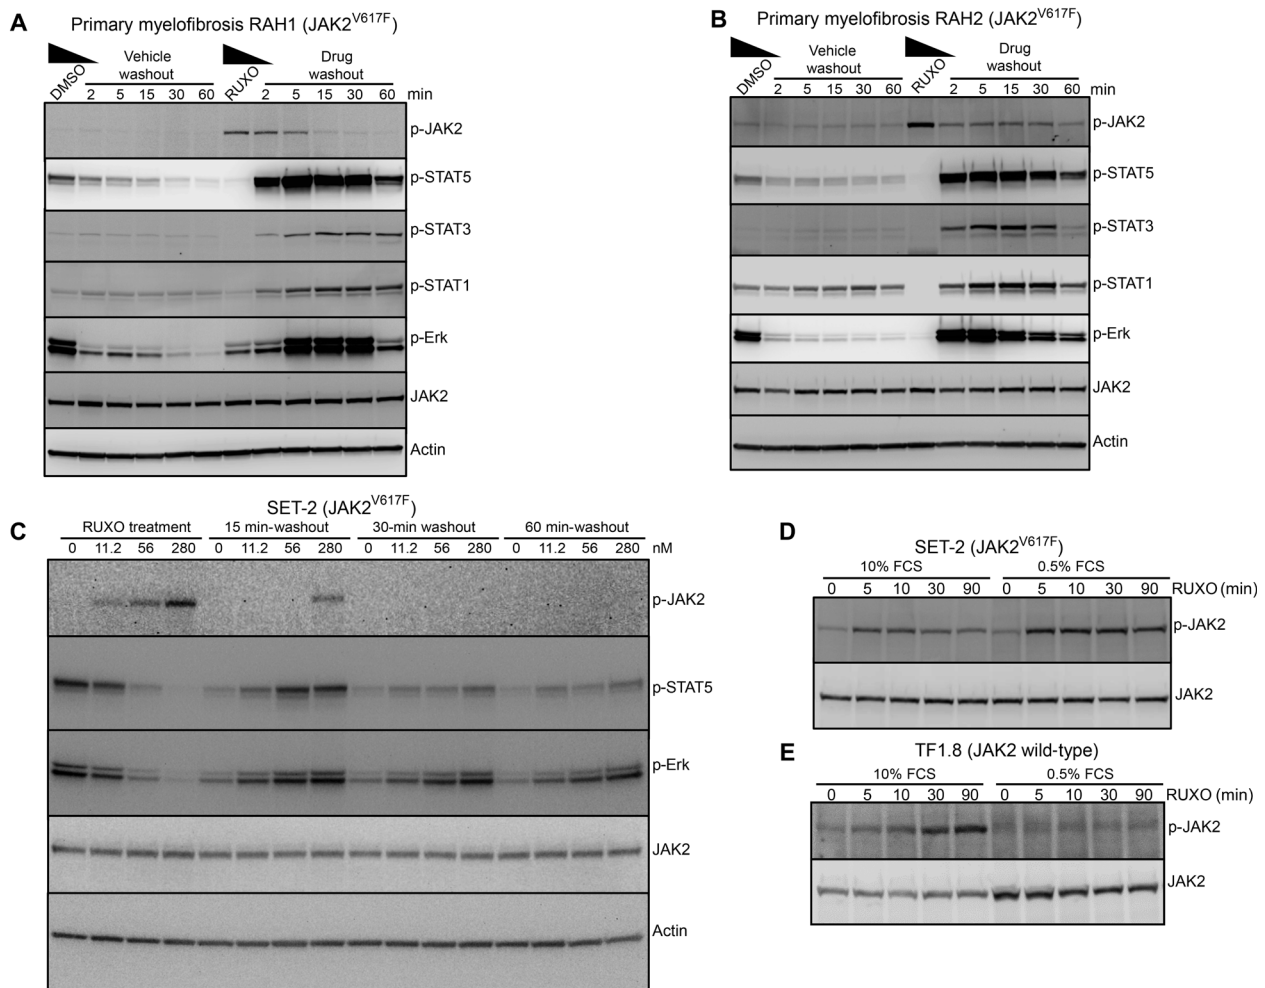 A
Primary myelofibrosis RAH1 (JAK2V617F)
DMSO
Vehicle washout
RUXO
Drug washout
2 5 15 30 60 2 5 15 30 60 min
p-JAK2
p-STAT5
p-STAT3
p-STAT1
p-Erk
JAK2
Actin
B
Primary myelofibrosis RAH2 (JAK2V617F)
DMSO
Vehicle washout
RUXO
Drug washout
2 5 15 30 60 2 5 15 30 60 min
p-JAK2
p-STAT5
p-STAT3
p-STAT1
p-Erk
JAK2
Actin
C
SET-2 (JAK2V617F)
RUXO treatment 15 min-washout 30-min washout 60 min-washout
0 11.2 56 280 0 11.2 56 280 0 11.2 56 280 0 11.2 56 280 nM
p-JAK2
p-STAT5
p-Erk
JAK2
Actin
D
SET-2 (JAK2V617F)
10% FCS 0.5% FCS
0 5 10 30 90 0 5 10 30 90 RUXO (min)
p-JAK2
JAK2
E
TF1.8 (JAK2 wild-type)
10% FCS 0.5% FCS
0 5 10 30 90 0 5 10 30 90 RUXO (min)
p-JAK2
JAK2